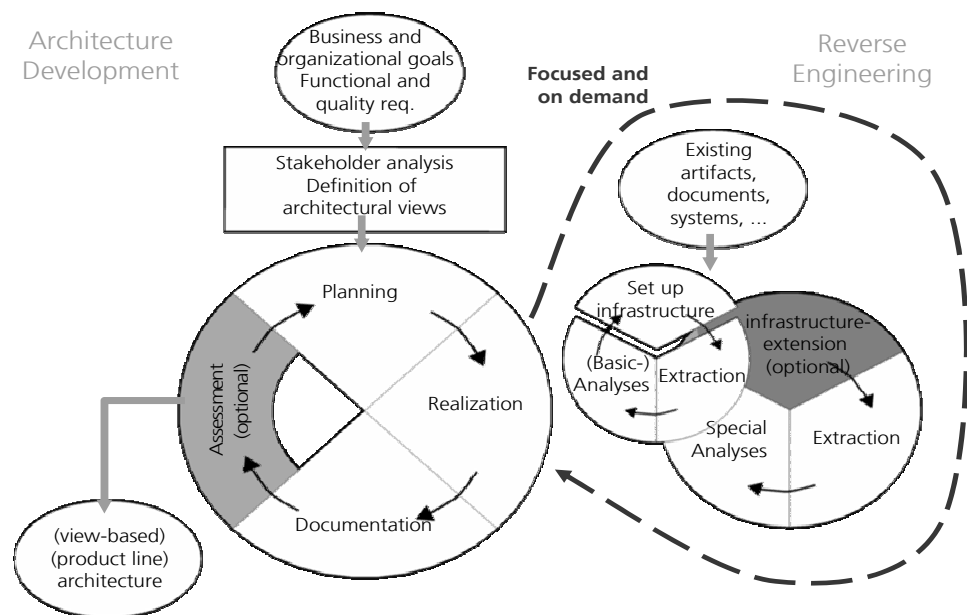 Architecture
Development
Business and
organizational goals
Functional and
quality req.
Stakeholder analysis
Definition of
architectural views
Planning
Realization
Documentation
Assessment
(optional)
(view-based)
(product line)
architecture
Focused and
on demand
Reverse
Engineering
Existing
artifacts,
documents,
systems, ...
Set up
infrastructure
(Basic-)
Analyses
Extraction
infrastructure-
extension
(optional)
Special
Analyses
Extraction